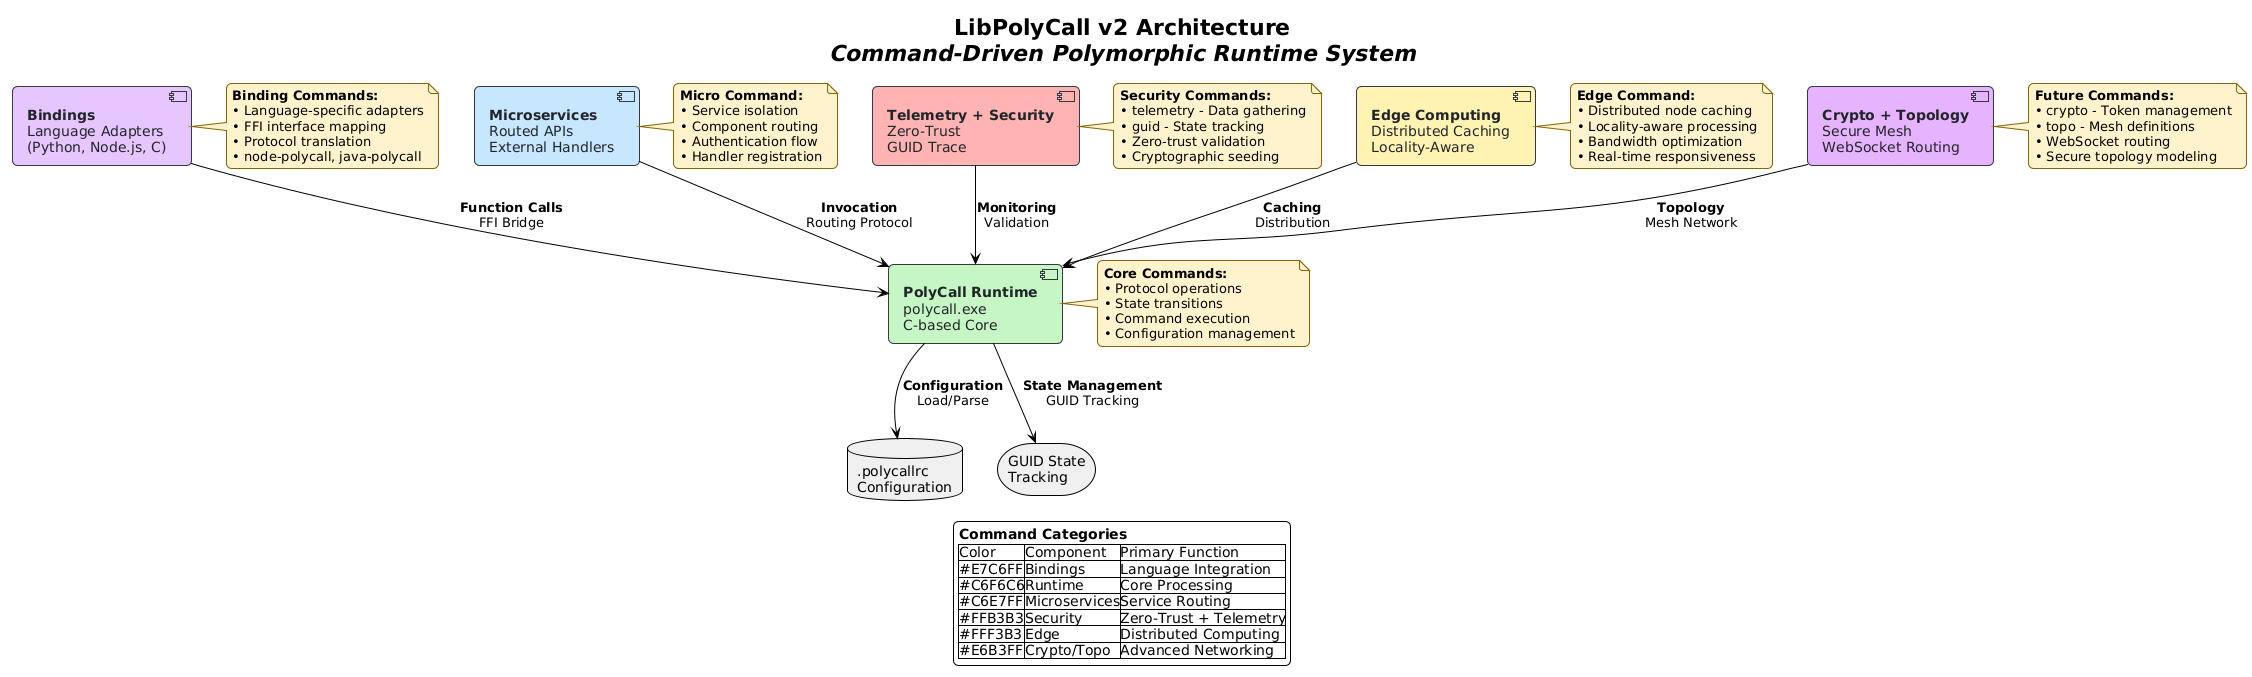 LibPolyCall v2 Architecture
Command-Driven Polymorphic Runtime System
Bindings
Language Adapters
(Python, Node.js, C)
Binding Commands:
• Language-specific adapters
• FFI interface mapping
• Protocol translation
• node-polycall, java-polycall
Microservices
Routed APIs
External Handlers
Micro Command:
• Service isolation
• Component routing
• Authentication flow
• Handler registration
Telemetry + Security
Zero-Trust
GUID Trace
Security Commands:
• telemetry - Data gathering
• guid - State tracking
• Zero-trust validation
• Cryptographic seeding
Edge Computing
Distributed Caching
Locality-Aware
Edge Command:
• Distributed node caching
• Locality-aware processing
• Bandwidth optimization
• Real-time responsiveness
Crypto + Topology
Secure Mesh
WebSocket Routing
Future Commands:
• crypto - Token management
• topo - Mesh definitions
• WebSocket routing
• Secure topology modeling
Function Calls
FFI Bridge
Invocation
Routing Protocol
Monitoring
Validation
Caching
Distribution
Topology
Mesh Network
PolyCall Runtime
polycall.exe
C-based Core
Core Commands:
• Protocol operations
• State transitions
• Command execution
• Configuration management
Configuration
Load/Parse
State Management
GUID Tracking
.polycallrc
Configuration
GUID State
Tracking
Command Categories
Color Component Primary Function
#E7C6FF Bindings Language Integration
#C6F6C6 Runtime Core Processing
#C6E7FF Microservices Service Routing
#FFB3B3 Security Zero-Trust + Telemetry
#FFF3B3 Edge Distributed Computing
#E6B3FF Crypto/Topo Advanced Networking